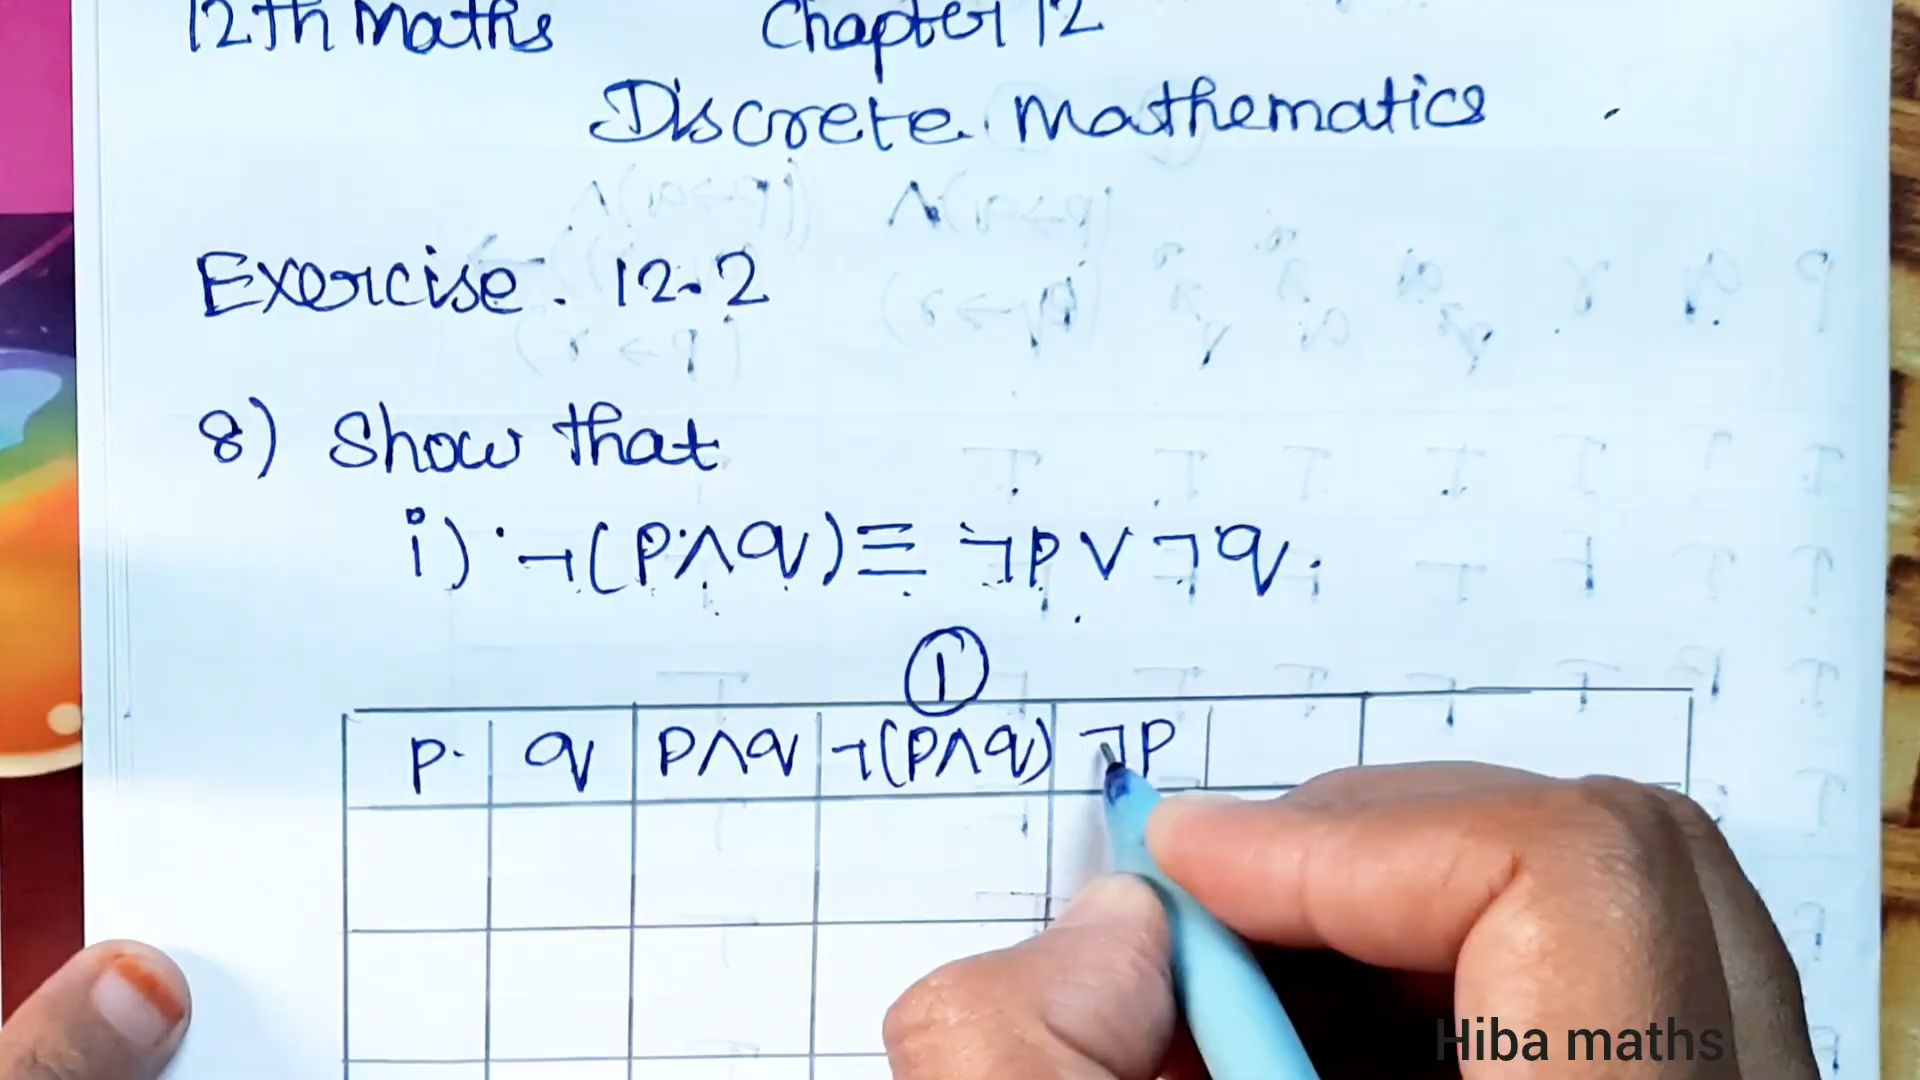 12th Maths Chapter 12
Discrete Mathematics
Exercise. 12.2
8) Show that
i) ¬(p∧q)≡ ¬p∨¬q.
1
p q p∧q ¬(p∧q) ¬p
Hiba maths